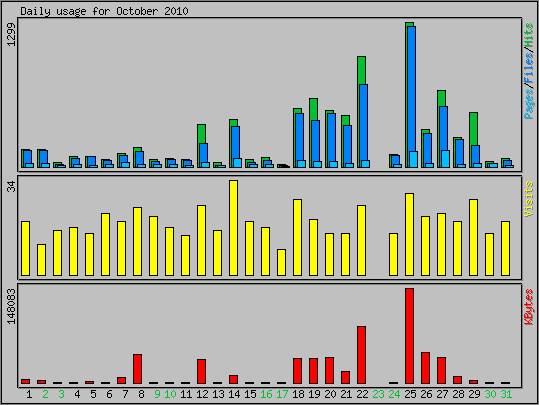 Daily usage for October 2010
1299
Pages/Files/Hits
34
Visits
148083
KBytes
1 2 3 4 5 6 7 8 9 10 11 12 13 14 15 16 17 18 19 20 21 22 23 24 25 26 27 28 29 30 31